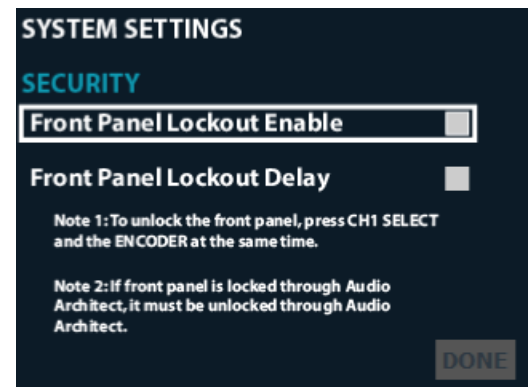 SYSTEM SETTINGS
SECURITY
Front Panel Lockout Enable
Front Panel Lockout Delay
Note 1: To unlock the front panel, press CH1 SELECT
and the ENCODER at the same time.
Note 2: If front panel is locked through Audio
Architect, it must be unlocked through Audio
Architect.
DONE